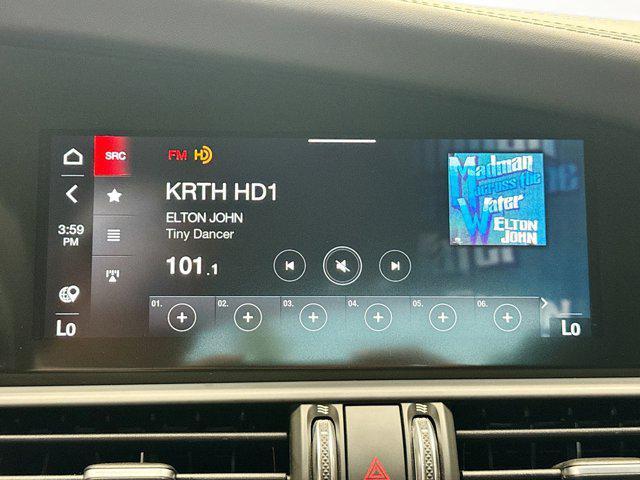 SRC
FM HD
KRTH HD1
ELTON JOHN
Tiny Dancer
101.1
3:59
PM
Madman
across the
Water
ELTON
JOHN
01. 02. 03. 04. 05. 06.
Lo
Lo